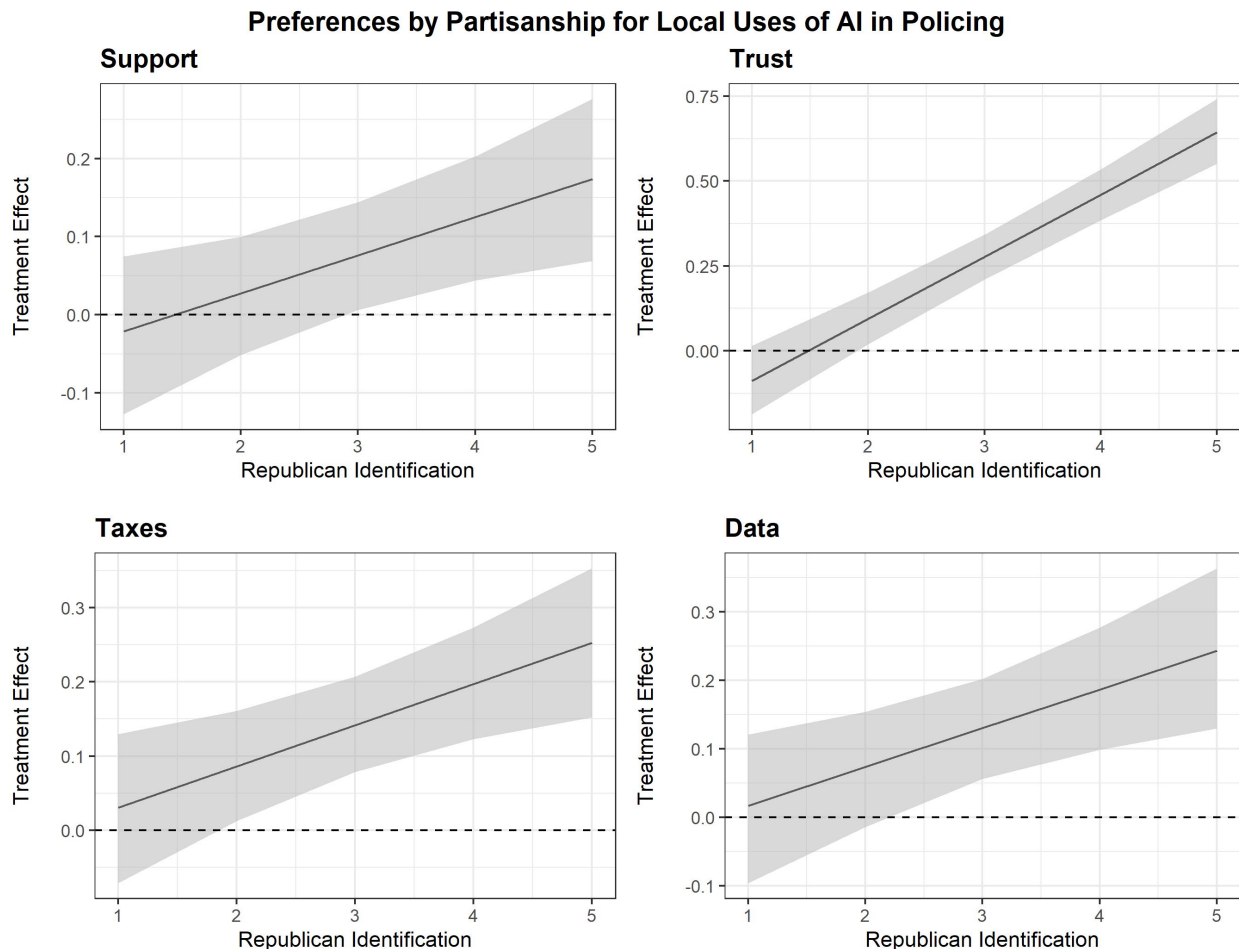 Preferences by Partisanship for Local Uses of AI in Policing
Support
Treatment Effect
0.2
0.1
0.0
-0.1
1 2 3 4 5
Republican Identification
Trust
Treatment Effect
0.75
0.50
0.25
0.00
1 2 3 4 5
Republican Identification
Taxes
Treatment Effect
0.3
0.2
0.1
0.0
1 2 3 4 5
Republican Identification
Data
Treatment Effect
0.3
0.2
0.1
0.0
-0.1
1 2 3 4 5
Republican Identification